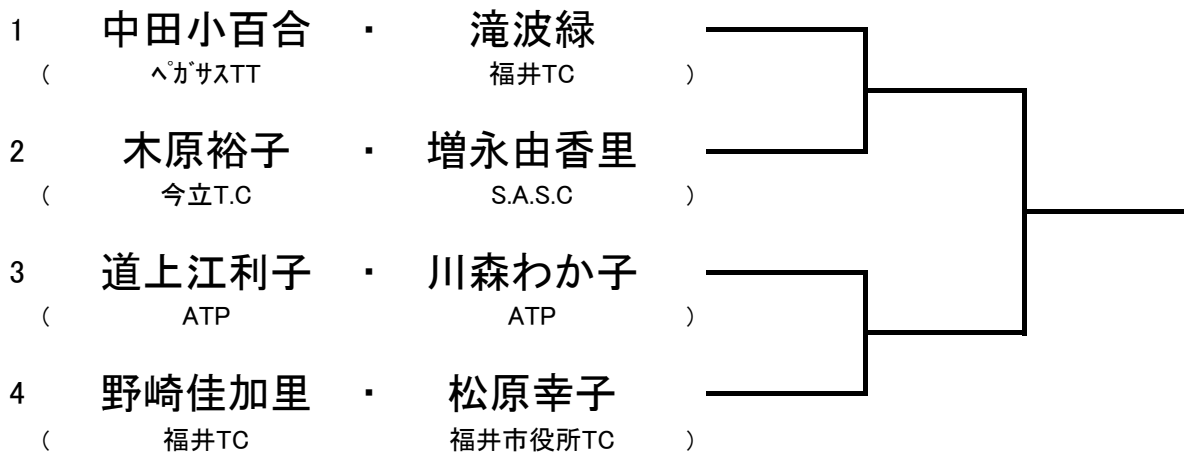 1 中田小百合 ・ 滝波緑
( ﾍﾟｶﾞｻｽTT 福井TC )
2 木原裕子 ・ 増永由香里
( 今立T.C S.A.S.C )
3 道上江利子 ・ 川森わか子
( ATP ATP )
4 野崎佳加里 ・ 松原幸子
( 福井TC 福井市役所TC )